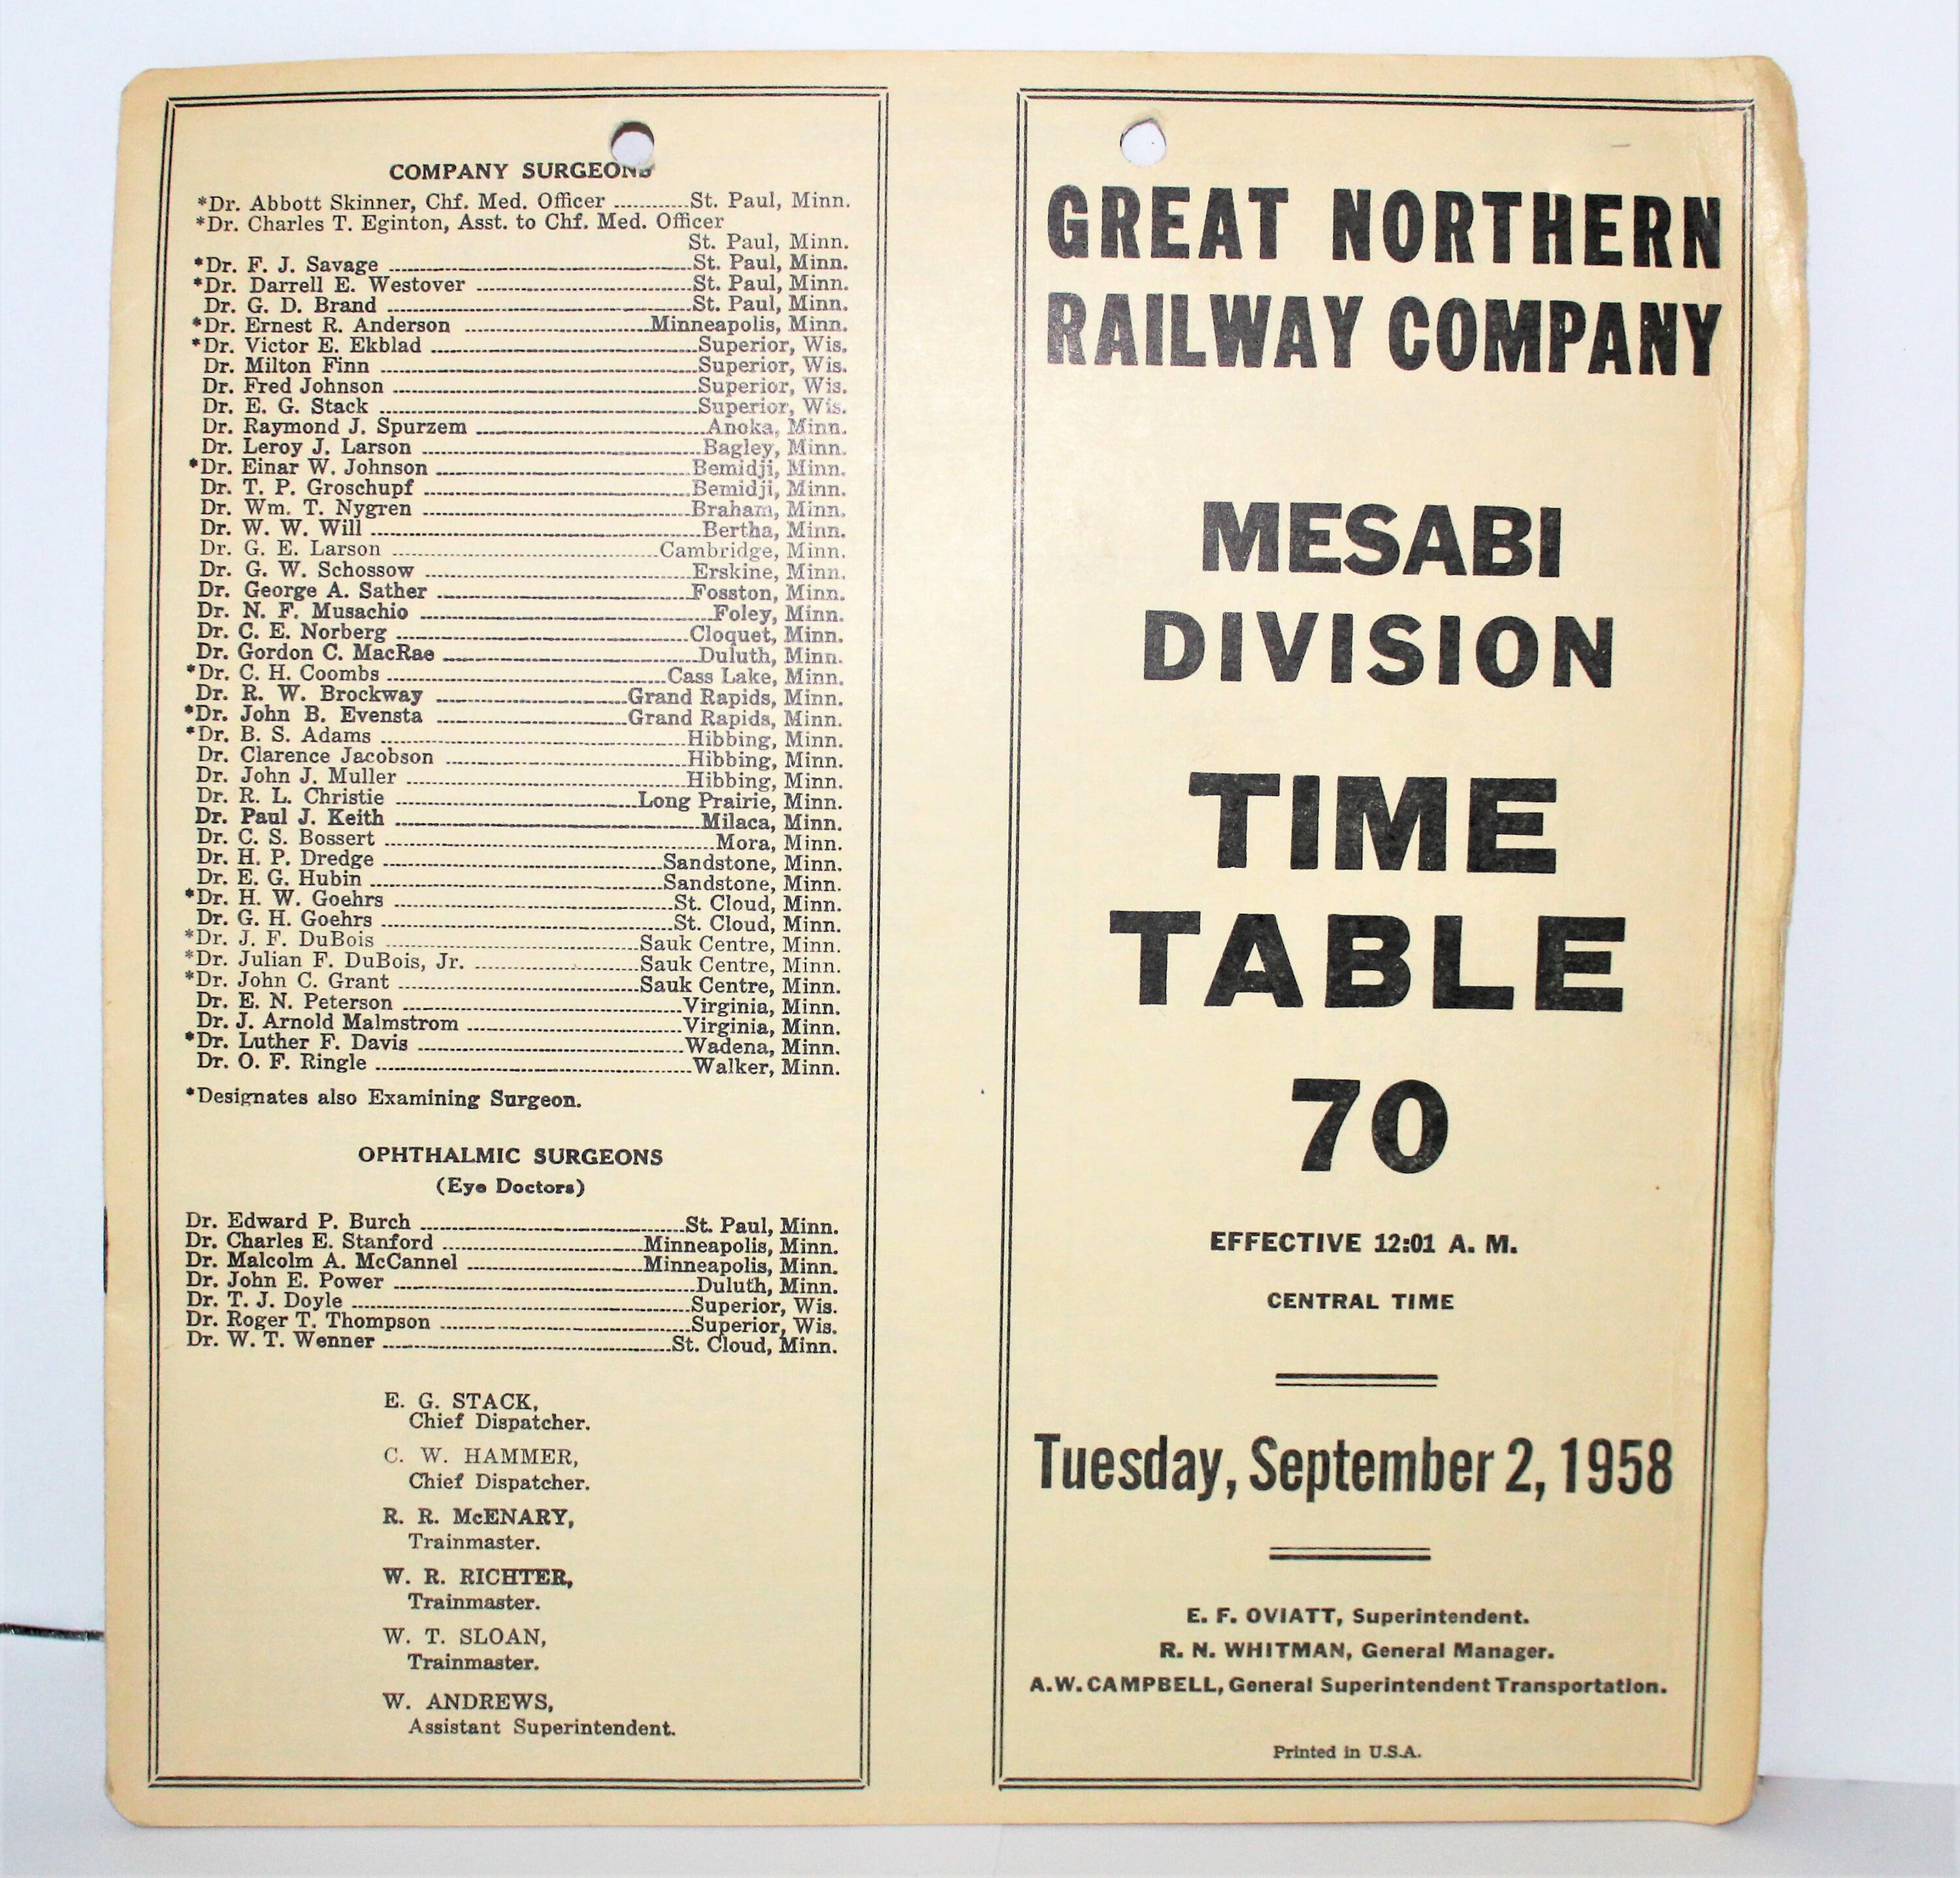 COMPANY SURGEONS
*Dr. Abbott Skinner, Chf. Med. Officer ........... St. Paul, Minn.
*Dr. Charles T. Eginton, Asst. to Chf. Med. Officer
St. Paul, Minn.
*Dr. F. J. Savage ........... St. Paul, Minn.
*Dr. Darrell E. Westover ........... St. Paul, Minn.
Dr. G. D. Brand ........... St. Paul, Minn.
*Dr. Ernest R. Anderson ........... Minneapolis, Minn.
*Dr. Victor E. Ekblad ........... Superior, Wis.
Dr. Milton Finn ........... Superior, Wis.
Dr. Fred Johnson ........... Superior, Wis.
Dr. E. G. Stack ........... Superior, Wis.
Dr. Raymond J. Spurzem ........... Anoka, Minn.
Dr. Leroy J. Larson ........... Bagley, Minn.
*Dr. Einar W. Johnson ........... Bemidji, Minn.
Dr. T. P. Groschupf ........... Bemidji, Minn.
Dr. Wm. T. Nygren ........... Braham, Minn.
Dr. W. W. Will ........... Bertha, Minn.
Dr. G. E. Larson ........... Cambridge, Minn.
Dr. G. W. Schossow ........... Erskine, Minn.
Dr. George A. Sather ........... Fosston, Minn.
Dr. N. F. Musachio ........... Foley, Minn.
Dr. C. E. Norberg ........... Cloquet, Minn.
Dr. Gordon C. MacRae ........... Duluth, Minn.
*Dr. C. H. Coombs ........... Cass Lake, Minn.
Dr. R. W. Brockway ........... Grand Rapids, Minn.
*Dr. John B. Evensta ........... Grand Rapids, Minn.
*Dr. B. S. Adams ........... Hibbing, Minn.
Dr. Clarence Jacobson ........... Hibbing, Minn.
Dr. John J. Muller ........... Hibbing, Minn.
Dr. R. L. Christie ........... Long Prairie, Minn.
Dr. Paul J. Keith ........... Milaca, Minn.
Dr. C. S. Bossert ........... Mora, Minn.
Dr. H. P. Dredge ........... Sandstone, Minn.
Dr. E. G. Hubin ........... Sandstone, Minn.
*Dr. H. W. Goehrs ........... St. Cloud, Minn.
Dr. G. H. Goehrs ........... St. Cloud, Minn.
*Dr. J. F. DuBois ........... Sauk Centre, Minn.
*Dr. Julian F. DuBois, Jr. ........... Sauk Centre, Minn.
*Dr. John C. Grant ........... Sauk Centre, Minn.
Dr. E. N. Peterson ........... Virginia, Minn.
Dr. J. Arnold Malmstrom ........... Virginia, Minn.
*Dr. Luther F. Davis ........... Wadena, Minn.
Dr. O. F. Ringle ........... Walker, Minn.
*Designates also Examining Surgeon.
OPHTHALMIC SURGEONS
(Eye Doctors)
Dr. Edward P. Burch ........... St. Paul, Minn.
Dr. Charles E. Stanford ........... Minneapolis, Minn.
Dr. Malcolm A. McCannel ........... Minneapolis, Minn.
Dr. John E. Power ........... Duluth, Minn.
Dr. T. J. Doyle ........... Superior, Wis.
Dr. Roger T. Thompson ........... Superior, Wis.
Dr. W. T. Wenner ........... St. Cloud, Minn.
E. G. STACK,
Chief Dispatcher.
C. W. HAMMER,
Chief Dispatcher.
R. R. McENARY,
Trainmaster.
W. R. RICHTER,
Trainmaster.
W. T. SLOAN,
Trainmaster.
W. ANDREWS,
Assistant Superintendent.
GREAT NORTHERN
RAILWAY COMPANY
MESABI
DIVISION
TIME
TABLE
70
EFFECTIVE 12:01 A. M.
CENTRAL TIME
Tuesday, September 2, 1958
E. F. OVIATT, Superintendent.
R. N. WHITMAN, General Manager.
A.W. CAMPBELL, General Superintendent Transportation.
Printed in U.S.A.